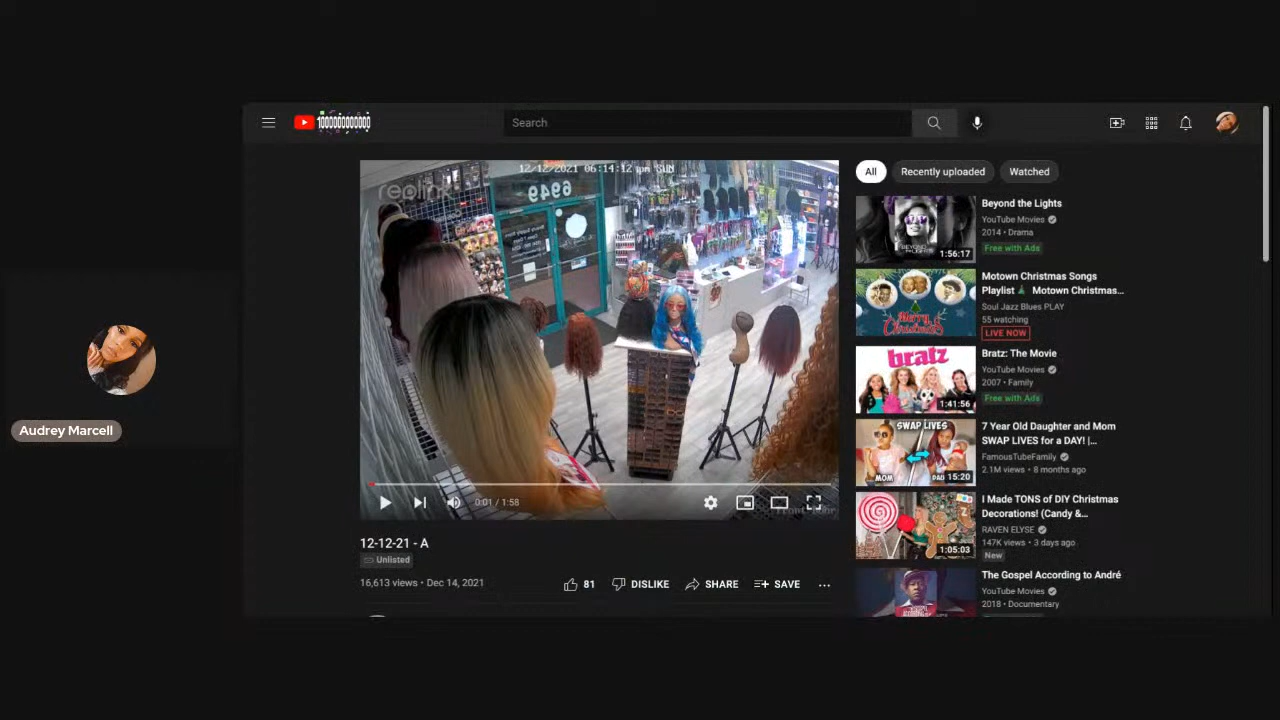 1000000000000
Search
12/12/2021 06:14:12 pm SUN
reolink
6949
0:01 / 1:58
12-12-21 - A
Unlisted
16,613 views • Dec 14, 2021
81
DISLIKE
SHARE
SAVE
Audrey Marcell
All
Recently uploaded
Watched
Beyond the Lights
YouTube Movies
2014 • Drama
Free with Ads
1:56:17
Motown Christmas Songs
Playlist🎄 Motown Christmas...
Soul Jazz Blues PLAY
55 watching
LIVE NOW
Merry
Christmas
bratz
Bratz: The Movie
YouTube Movies
2007 • Family
Free with Ads
1:41:56
SWAP LIVES
MOM
15:20
7 Year Old Daughter and Mom
SWAP LIVES for a DAY! |...
FamousTubeFamily
2.1M views • 8 months ago
I Made TONS of DIY Christmas
Decorations! (Candy &...
RAVEN ELYSE
147K views • 3 days ago
New
1:05:03
The Gospel According to André
YouTube Movies
2018 • Documentary